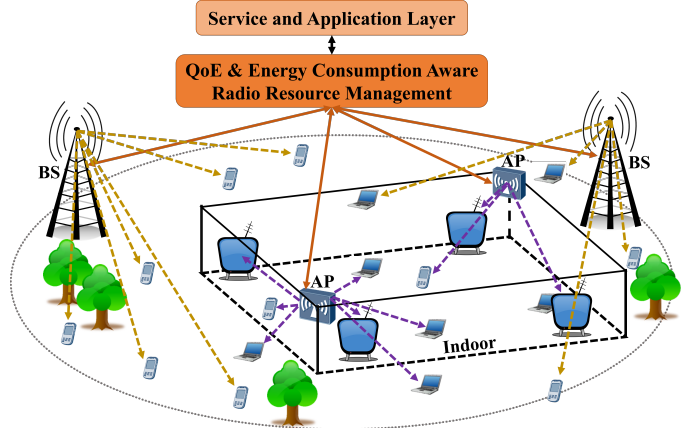 Service and Application Layer
QoE & Energy Consumption Aware
Radio Resource Management
BS
AP
BS
AP
Indoor